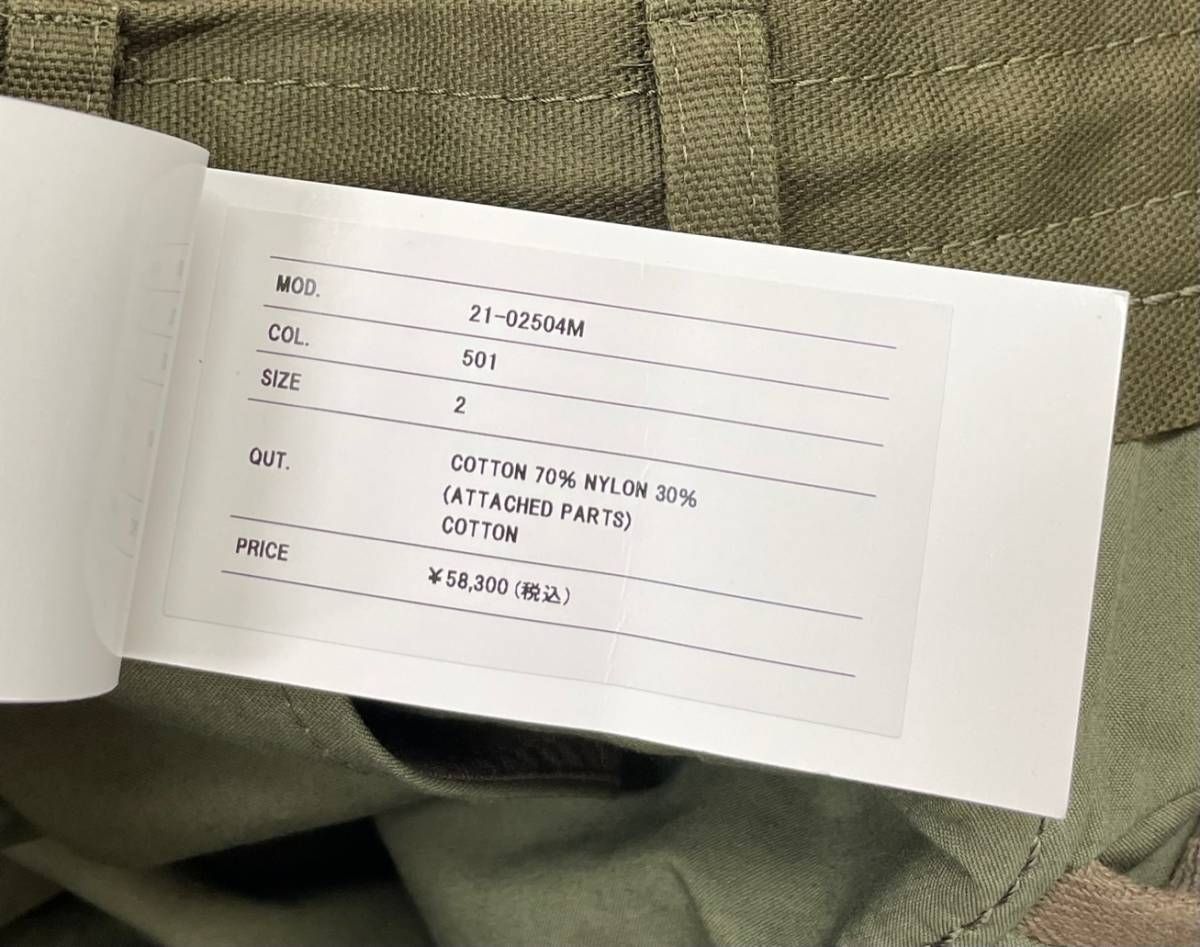 MOD. 21-02504M
COL. 501
SIZE 2
QUT. COTTON 70% NYLON 30%
(ATTACHED PARTS)
COTTON
PRICE ¥58,300(税込)